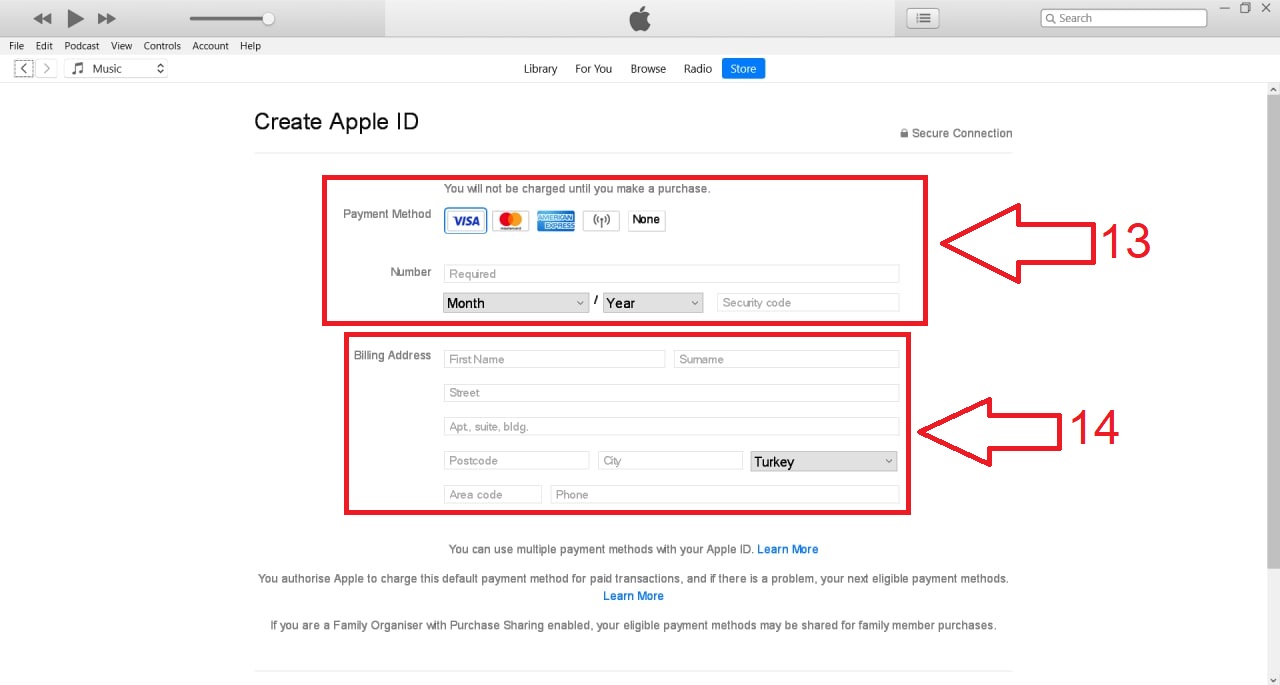 Search
File Edit Podcast View Controls Account Help
Music Library For You Browse Radio Store
Create Apple ID
Secure Connection
You will not be charged until you make a purchase.
Payment Method VISA mastercard AMERICAN EXPRESS None
13
Number Required
Month / Year Security code
Billing Address First Name Surname
Street
14
Apt., suite, bldg.
Postcode City Turkey
Area code Phone
You can use multiple payment methods with your Apple ID. Learn More
You authorise Apple to charge this default payment method for paid transactions, and if there is a problem, your next eligible payment methods.
Learn More
If you are a Family Organiser with Purchase Sharing enabled, your eligible payment methods may be shared for family member purchases.